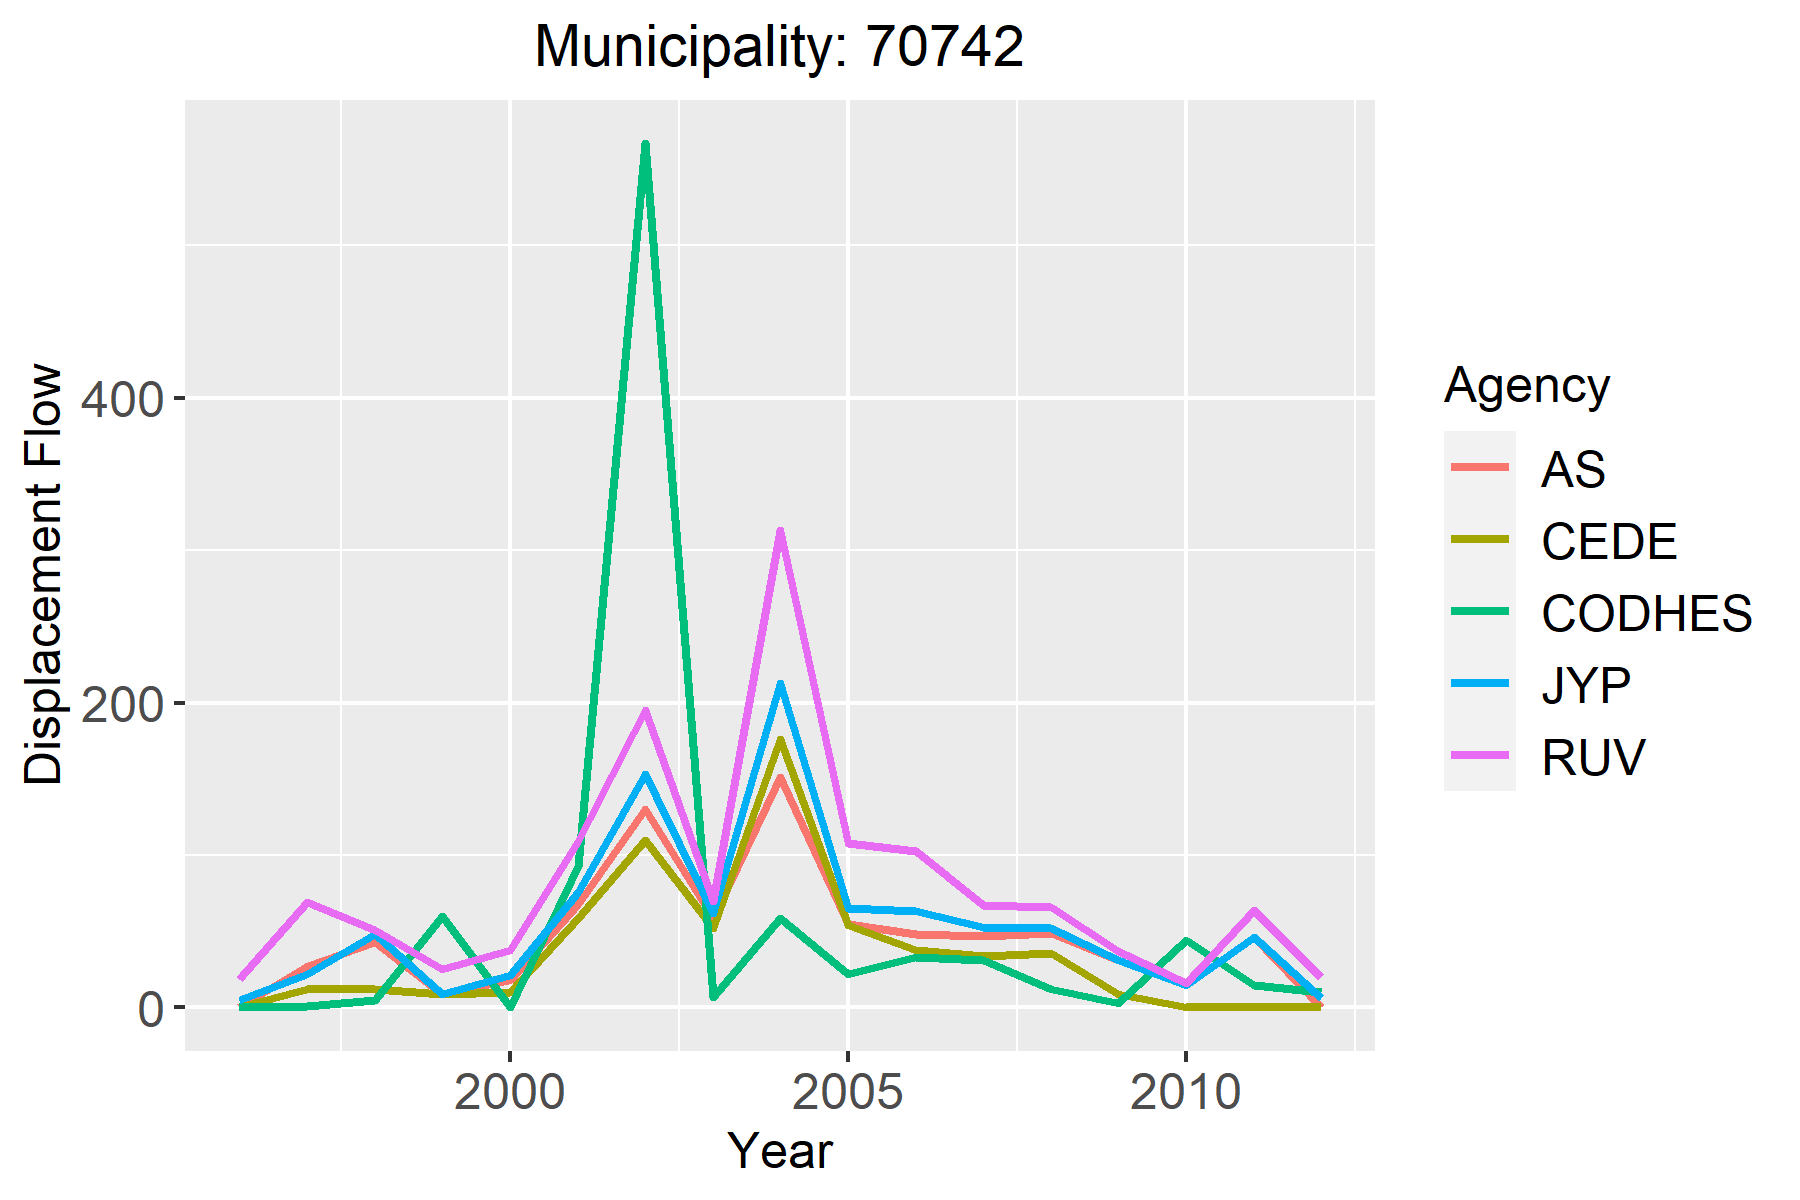 Municipality: 70742
Displacement Flow
400
200
0
2000 2005 2010
Year
Agency
AS
CEDE
CODHES
JYP
RUV